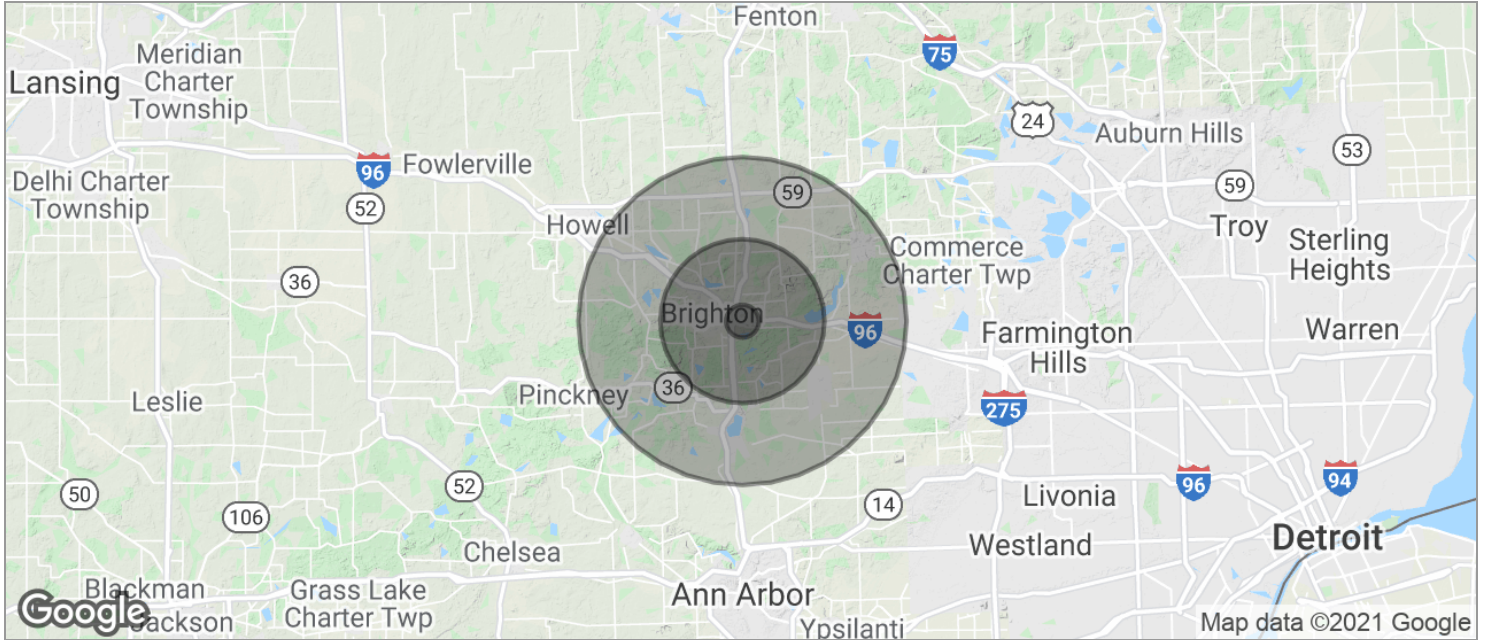 Fenton
Meridian
Charter
Township
Lansing
75
24
Auburn Hills
53
96
Fowlerville
Delhi Charter
Township
52
59
59
Howell
Troy
Sterling
Heights
Commerce
Charter Twp
36
Brighton
96
Farmington
Hills
Warren
36
Pinckney
Leslie
275
52
50
106
14
Livonia
96
94
Detroit
Westland
Chelsea
Blackman
Grass Lake
Charter Twp
Ann Arbor
Google
Jackson
Ypsilanti
Map data ©2021 Google